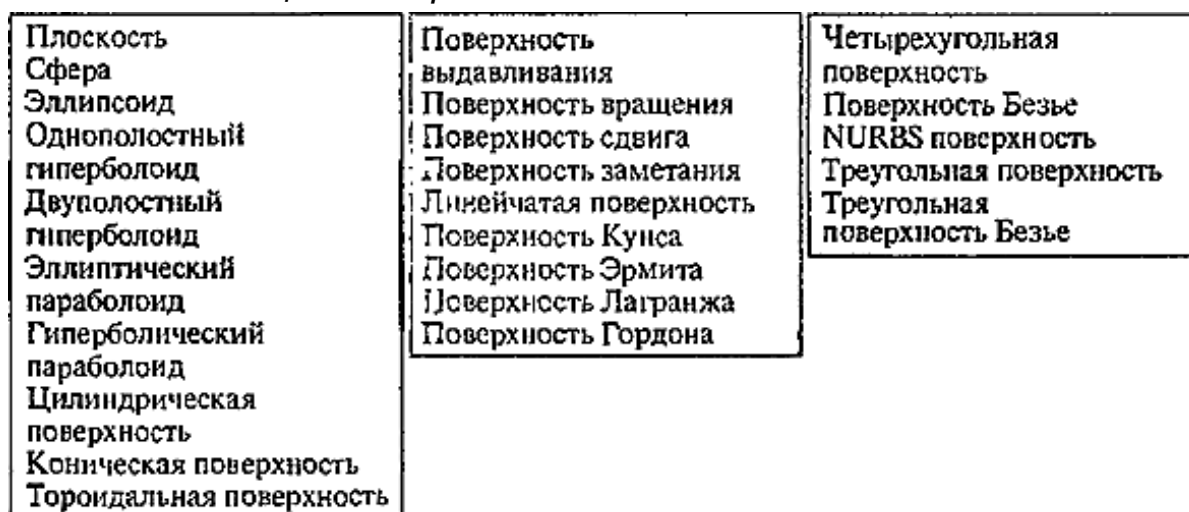 Плоскость
Сфера
Эллипсоид
Однополостный
гиперболоид
Двуполостный
гиперболоид
Эллиптический
параболоид
Гиперболический
параболоид
Цилиндрическая
поверхность
Коническая поверхность
Тороидальная поверхность
Поверхность
выдавливания
Поверхность вращения
Поверхность сдвига
Поверхность заметания
Линейчатая поверхность
Поверхность Кунса
Поверхность Эрмита
Поверхность Лагранжа
Поверхность Гордона
Четырехугольная
поверхность
Поверхность Безье
NURBS поверхность
Треугольная поверхность
Треугольная
поверхность Безье